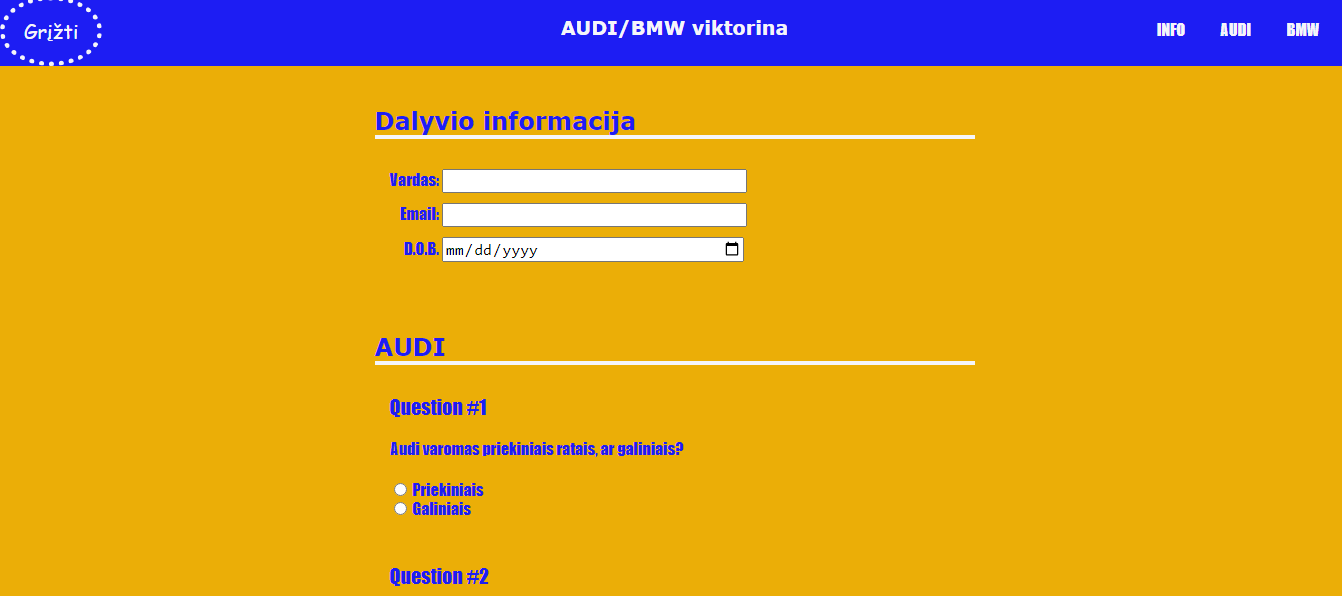 Grįžti
AUDI/BMW viktorina
INFO AUDI BMW
Dalyvio informacija
Vardas:
Email:
D.O.B. mm/dd/yyyy
AUDI
Question #1
Audi varomas priekiniais ratais, ar galiniais?
Priekiniais
Galiniais
Question #2